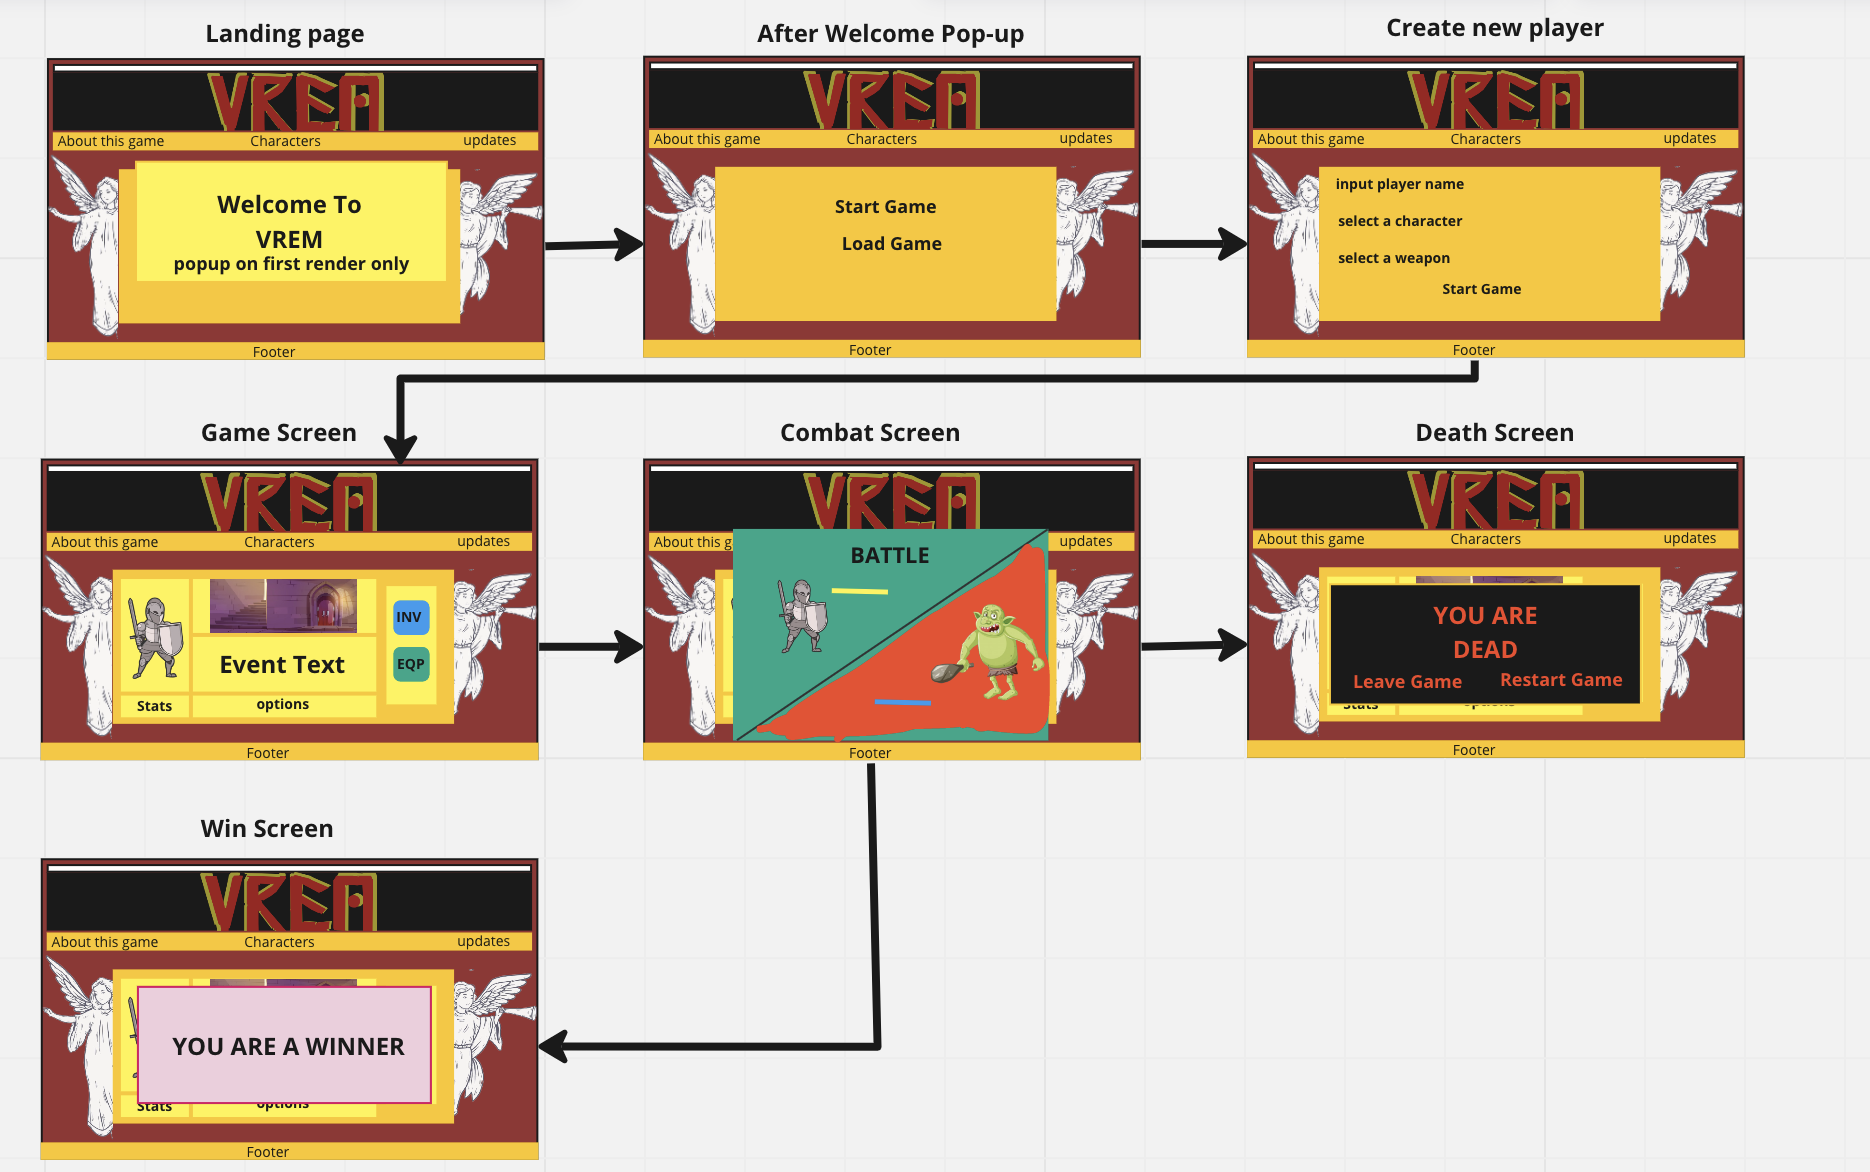 Landing page
VREM
About this game
Characters
updates
Welcome To
VREM
popup on first render only
Footer
After Welcome Pop-up
VREM
About this game
Characters
updates
Start Game
Load Game
Footer
Create new player
VREM
About this game
Characters
updates
input player name
select a character
select a weapon
Start Game
Footer
Game Screen
VREM
About this game
Characters
updates
INV
Event Text
EQP
Stats
options
Footer
Combat Screen
VREM
About this g
updates
BATTLE
Footer
Death Screen
VREM
About this game
Characters
updates
YOU ARE
DEAD
Leave Game
Restart Game
Stats
options
Footer
Win Screen
VREM
About this game
Characters
updates
YOU ARE A WINNER
Stats
options
Footer